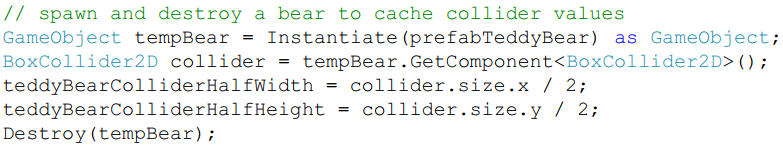 // spawn and destroy a bear to cache collider values
GameObject tempBear = Instantiate(prefabTeddyBear) as GameObject;
BoxCollider2D collider = tempBear.GetComponent<BoxCollider2D>();
teddyBearColliderHalfWidth = collider.size.x / 2;
teddyBearColliderHalfHeight = collider.size.y / 2;
Destroy(tempBear);